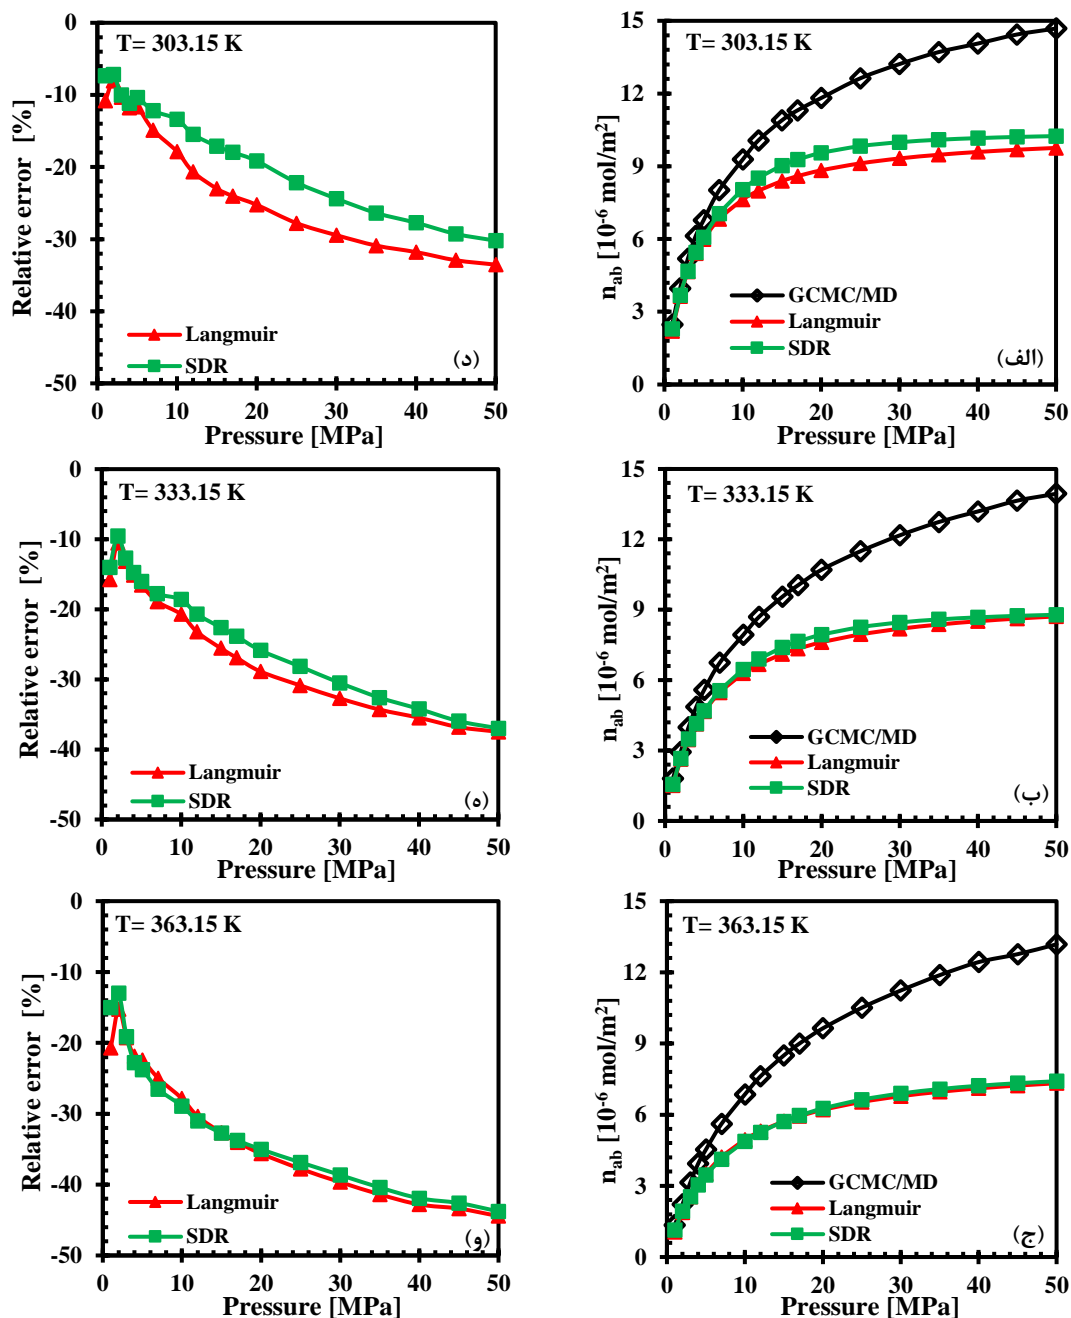 T= 303.15 K
0
-10
-20
-30
-40
-50
Relative error [%]
Langmuir
SDR
(د)
0
10
20
30
40
50
Pressure [MPa]
T= 303.15 K
15
12
9
6
3
0
n_ab [10^-6 mol/m^2]
GCMC/MD
Langmuir
SDR
(الف)
0
10
20
30
40
50
Pressure [MPa]
T= 333.15 K
0
-10
-20
-30
-40
-50
Relative error [%]
Langmuir
SDR
(ه)
0
10
20
30
40
50
Pressure [MPa]
T= 333.15 K
15
12
9
6
3
0
n_ab [10^-6 mol/m^2]
GCMC/MD
Langmuir
SDR
(ب)
0
10
20
30
40
50
Pressure [MPa]
T= 363.15 K
0
-10
-20
-30
-40
-50
Relative error [%]
Langmuir
SDR
(و)
0
10
20
30
40
50
Pressure [MPa]
T= 363.15 K
15
12
9
6
3
0
n_ab [10^-6 mol/m^2]
GCMC/MD
Langmuir
SDR
(ج)
0
10
20
30
40
50
Pressure [MPa]